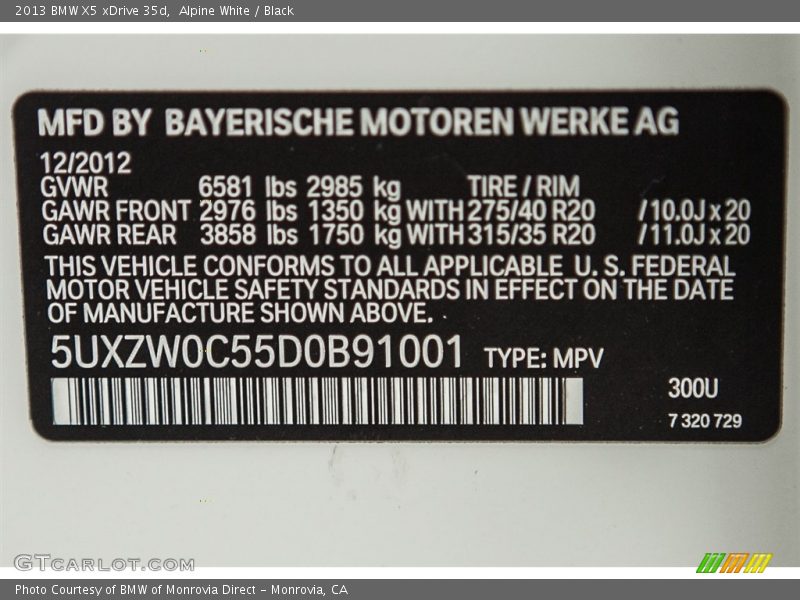 2013 BMW X5 xDrive 35d, Alpine White / Black
MFD BY BAYERISCHE MOTOREN WERKE AG
12/2012
GVWR 6581 lbs 2985 kg TIRE / RIM
GAWR FRONT 2976 lbs 1350 kg WITH 275/40 R20 /10.0J x 20
GAWR REAR 3858 lbs 1750 kg WITH 315/35 R20 /11.0J x 20
THIS VEHICLE CONFORMS TO ALL APPLICABLE U. S. FEDERAL
MOTOR VEHICLE SAFETY STANDARDS IN EFFECT ON THE DATE
OF MANUFACTURE SHOWN ABOVE.
5UXZW0C55D0B91001 TYPE: MPV
300U
7 320 729
GTCARLOT.COM
Photo Courtesy of BMW of Monrovia Direct - Monrovia, CA